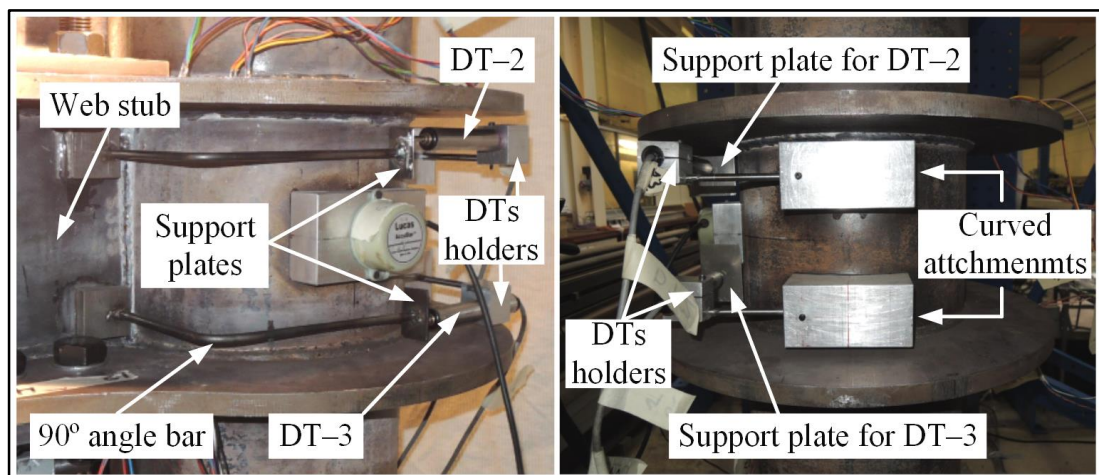 DT–2
Web stub
Support
plates
DTs
holders
Lucas
90º angle bar
DT–3
Support plate for DT–2
Curved
attchmenmts
DTs
holders
Support plate for DT–3